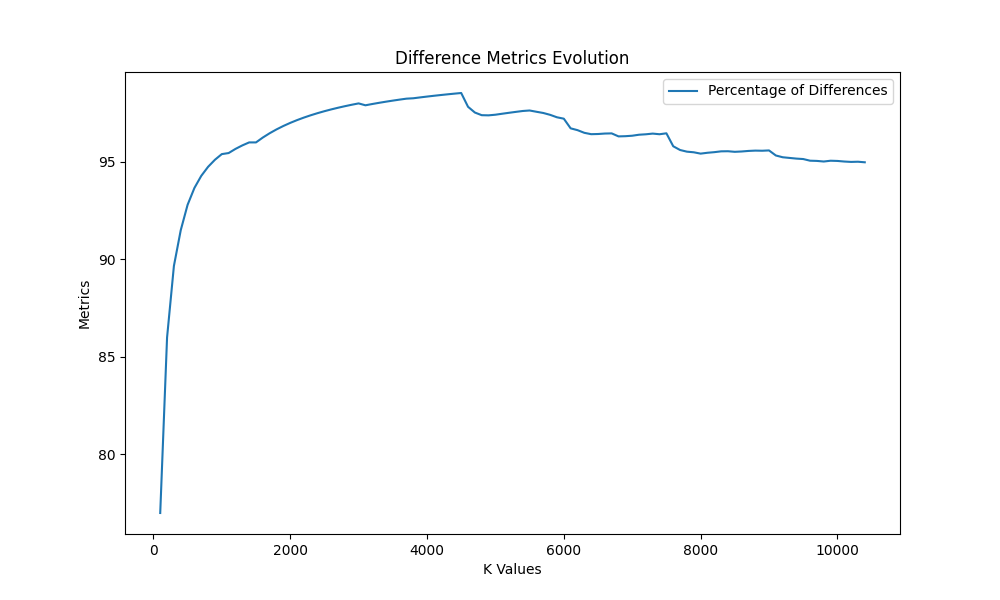 Difference Metrics Evolution
Percentage of Differences
95
90
85
80
Metrics
0 2000 4000 6000 8000 10000
K Values